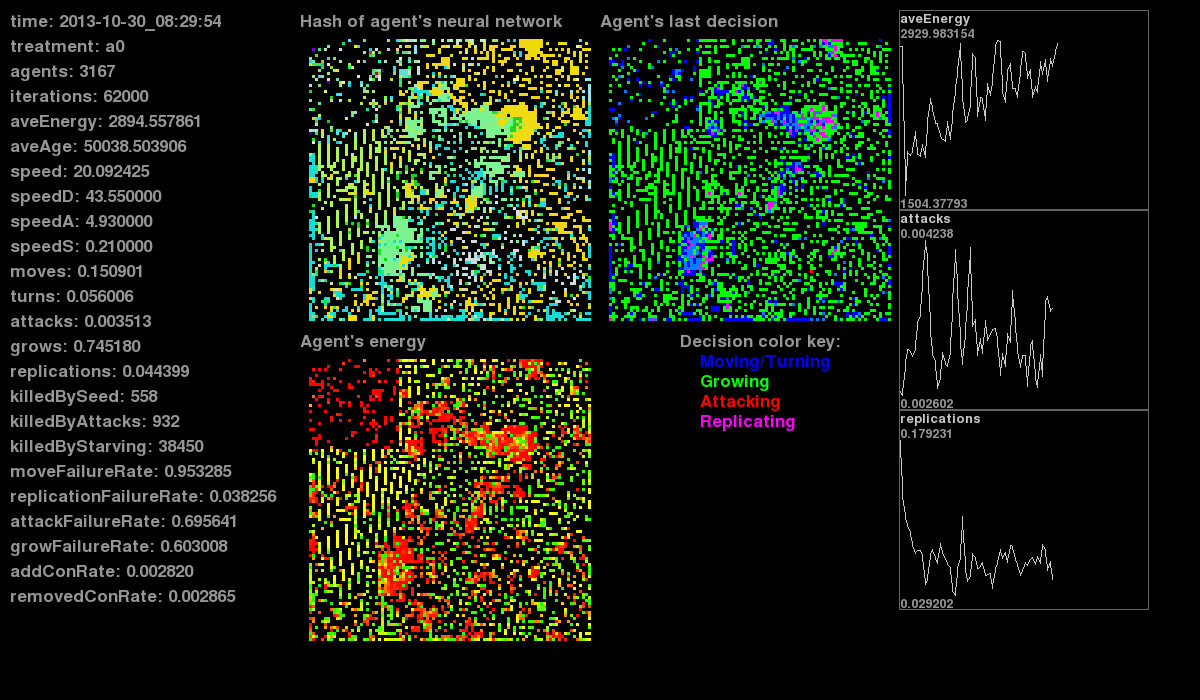 time: 2013-10-30_08:29:54
treatment: a0
agents: 3167
iterations: 62000
aveEnergy: 2894.557861
aveAge: 50038.503906
speed: 20.092425
speedD: 43.550000
speedA: 4.930000
speedS: 0.210000
moves: 0.150901
turns: 0.056006
attacks: 0.003513
grows: 0.745180
replications: 0.044399
killedBySeed: 558
killedByAttacks: 932
killedByStarving: 38450
moveFailureRate: 0.953285
replicationFailureRate: 0.038256
attackFailureRate: 0.695641
growFailureRate: 0.603008
addConRate: 0.002820
removedConRate: 0.002865
Hash of agent's neural network
Agent's last decision
Agent's energy
Decision color key:
Moving/Turning
Growing
Attacking
Replicating
aveEnergy
2929.983154
1504.37793
attacks
0.004238
0.002602
replications
0.179231
0.029202